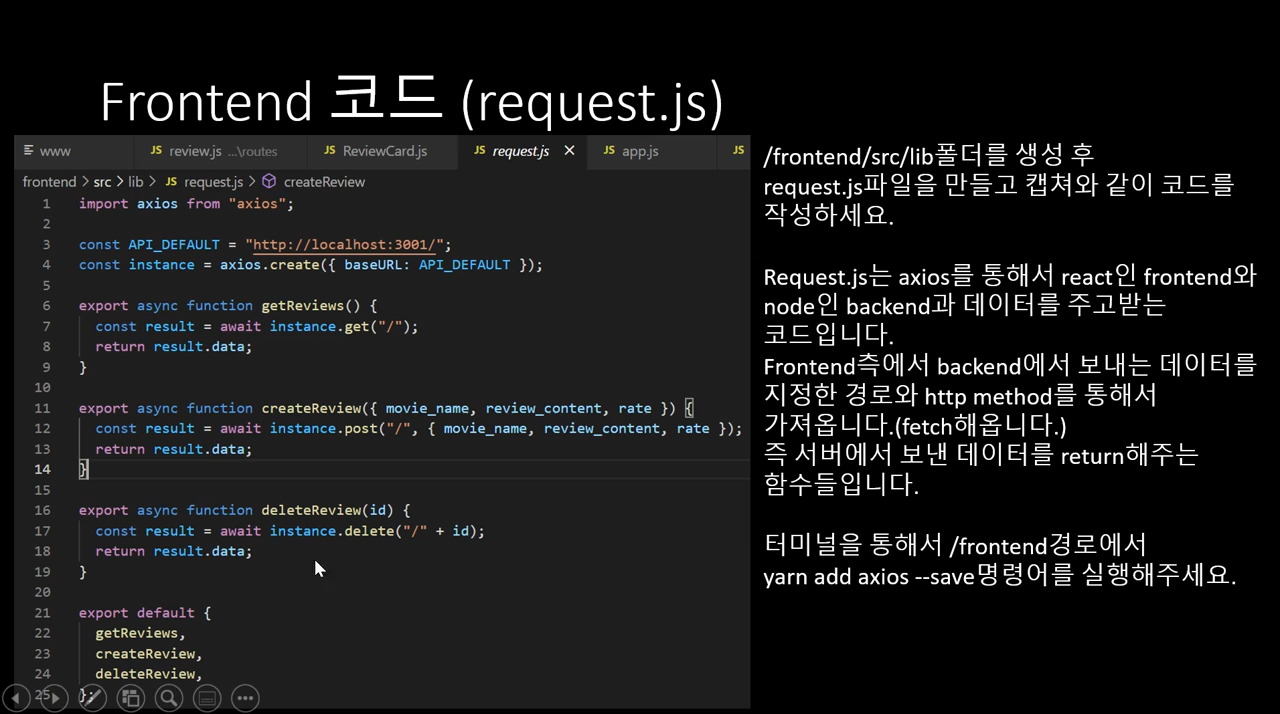 Frontend 코드 (request.js)
www
JS review.js ...\routes
JS ReviewCard.js
JS request.js
JS app.js
JS
frontend > src > lib > JS request.js > createReview
1 import axios from "axios";
2
3 const API_DEFAULT = "http://localhost:3001/";
4 const instance = axios.create({ baseURL: API_DEFAULT });
5
6 export async function getReviews() {
7 const result = await instance.get("/");
8 return result.data;
9 }
10
11 export async function createReview({ movie_name, review_content, rate }) {
12 const result = await instance.post("/", { movie_name, review_content, rate });
13 return result.data;
14 }
15
16 export async function deleteReview(id) {
17 const result = await instance.delete("/" + id);
18 return result.data;
19 }
20
21 export default {
22 getReviews,
23 createReview,
24 deleteReview,
25 };
/frontend/src/lib폴더를 생성 후
request.js파일을 만들고 캡쳐와 같이 코드를
작성하세요.
Request.js는 axios를 통해서 react인 frontend와
node인 backend과 데이터를 주고받는
코드입니다.
Frontend측에서 backend에서 보내는 데이터를
지정한 경로와 http method를 통해서
가져옵니다.(fetch해옵니다.)
즉 서버에서 보낸 데이터를 return해주는
함수들입니다.
터미널을 통해서 /frontend경로에서
yarn add axios --save명령어를 실행해주세요.